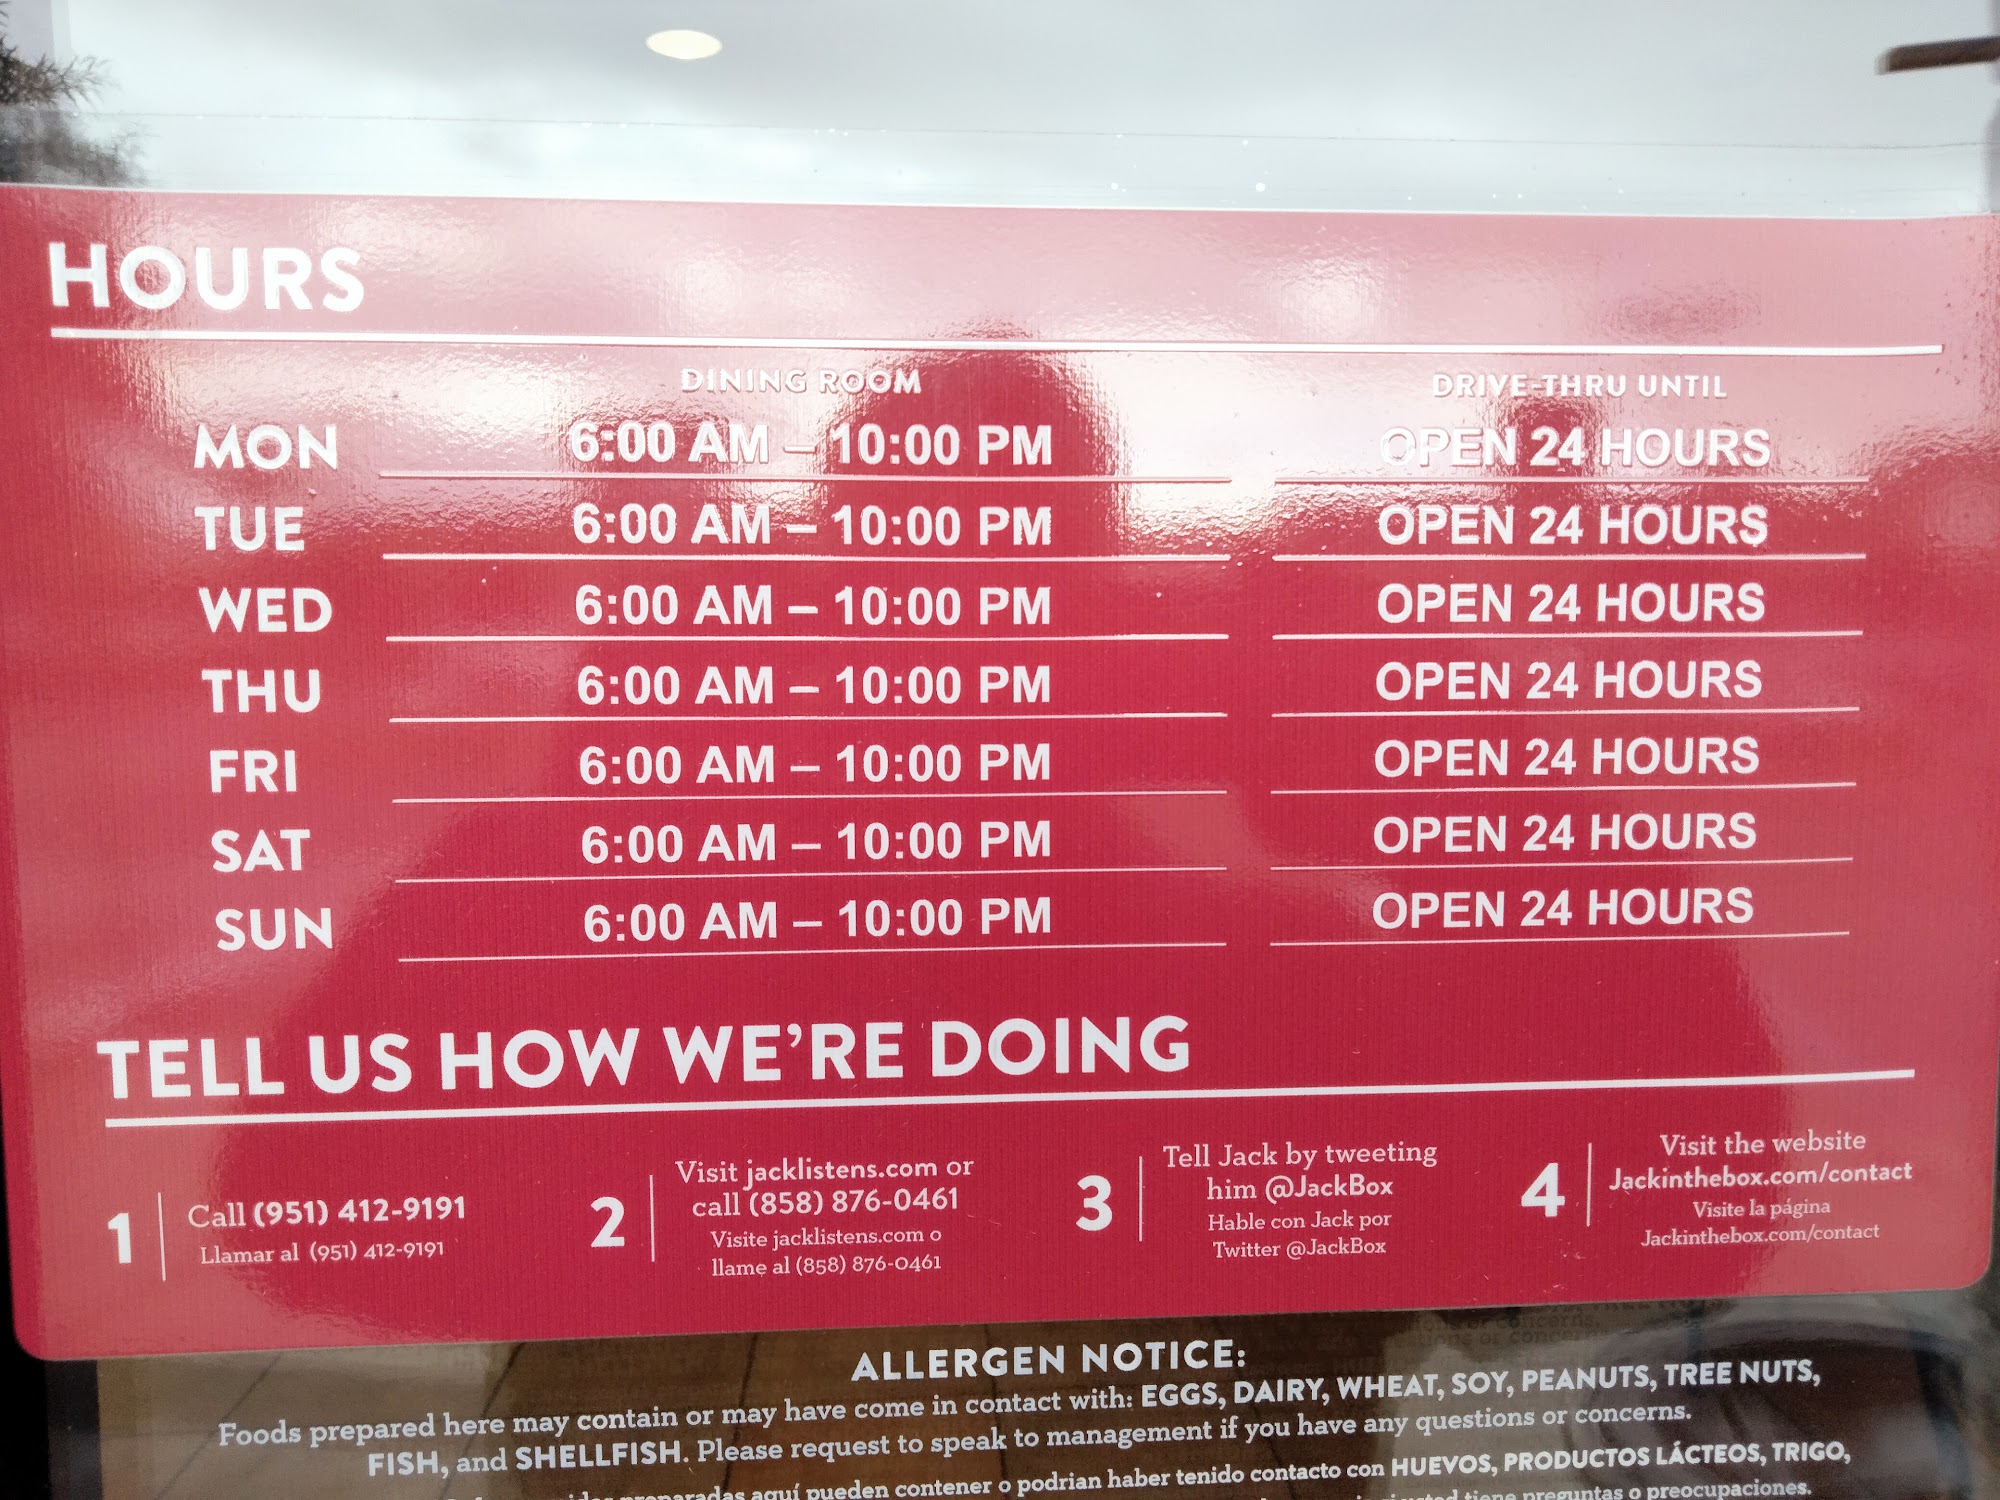 HOURS
DINING ROOM DRIVE-THRU UNTIL
MON 6:00 AM – 10:00 PM OPEN 24 HOURS
TUE 6:00 AM – 10:00 PM OPEN 24 HOURS
WED 6:00 AM – 10:00 PM OPEN 24 HOURS
THU 6:00 AM – 10:00 PM OPEN 24 HOURS
FRI 6:00 AM – 10:00 PM OPEN 24 HOURS
SAT 6:00 AM – 10:00 PM OPEN 24 HOURS
SUN 6:00 AM – 10:00 PM OPEN 24 HOURS
TELL US HOW WE'RE DOING
1
Call (951) 412-9191
Llamar al (951) 412-9191
2
Visit jacklistens.com or
call (858) 876-0461
Visite jacklistens.com o
llame al (858) 876-0461
3
Tell Jack by tweeting
him @JackBox
Hable con Jack por
Twitter @JackBox
4
Visit the website
Jackinthebox.com/contact
Visite la página
Jackinthebox.com/contact
ALLERGEN NOTICE:
Foods prepared here may contain or may have come in contact with: EGGS, DAIRY, WHEAT, SOY, PEANUTS, TREE NUTS,
FISH, and SHELLFISH. Please request to speak to management if you have any questions or concerns.
preparadas aquí pueden contener o podrian haber tenido contacto con HUEVOS, PRODUCTOS LÁCTEOS, TRIGO,
tiene preguntas o preocupaciones.